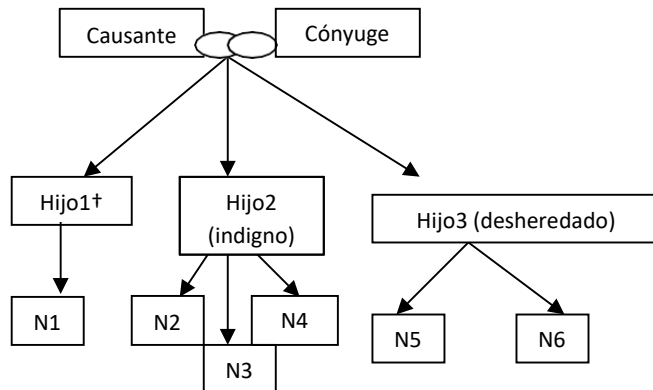 Causante
Cónyuge
Hijo1†
Hijo2
(indigno)
Hijo3 (desheredado)
N1
N2
N4
N3
N5
N6